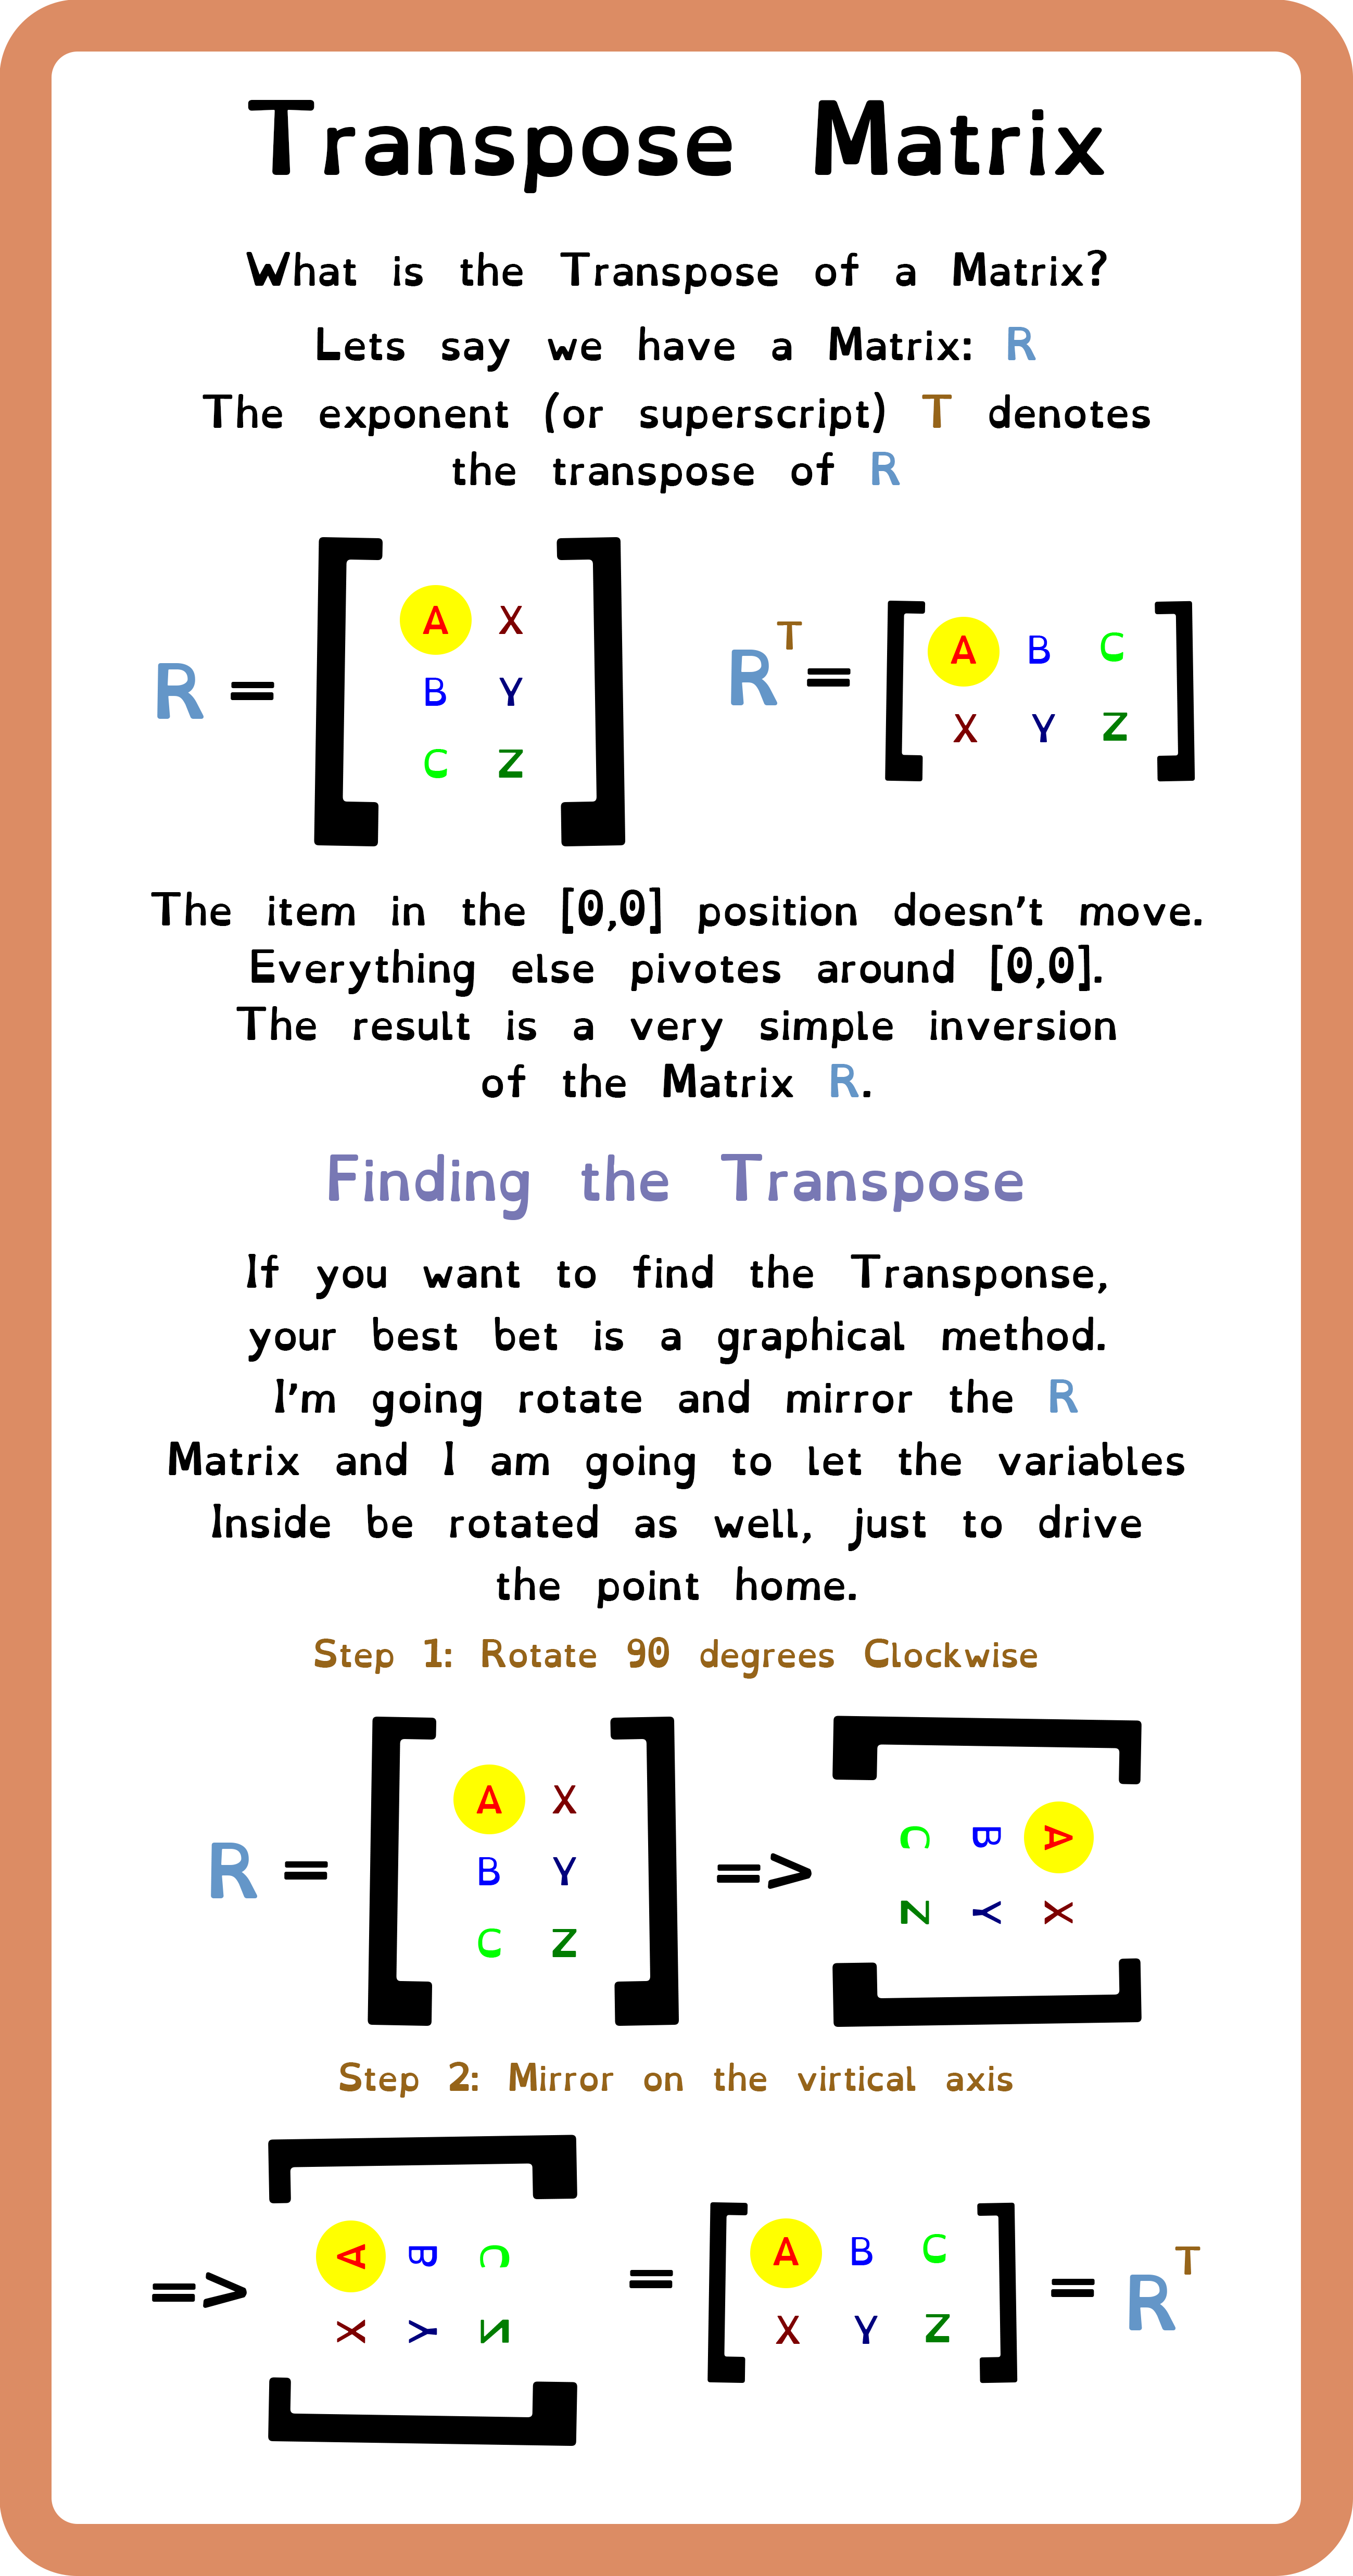 Transpose Matrix
What is the Transpose of a Matrix?
Lets say we have a Matrix: R
The exponent (or superscript) T denotes
the transpose of R
R = [ A X
B Y
C Z ]
R^T = [ A B C
X Y Z ]
The item in the [0,0] position doesn't move.
Everything else pivotes around [0,0].
The result is a very simple inversion
of the Matrix R.
Finding the Transpose
If you want to find the Transponse,
your best bet is a graphical method.
I'm going rotate and mirror the R
Matrix and I am going to let the variables
Inside be rotated as well, just to drive
the point home.
Step 1: Rotate 90 degrees Clockwise
R = [ A X
B Y
C Z ]
=> [ C B A
Z Y X ]
Step 2: Mirror on the virtical axis
=> [ A B C
X Y Z ]
= [ A B C
X Y Z ] = R^T